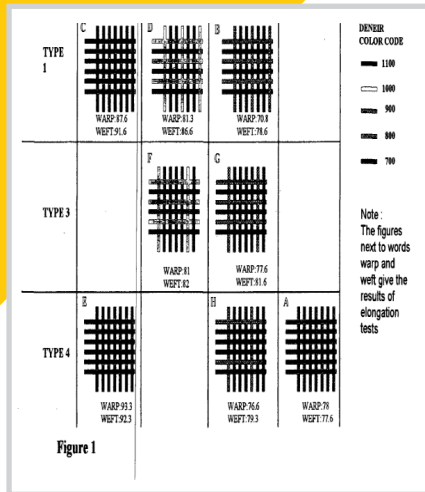 C
D
B
DENEIR
COLOR CODE
TYPE
1
1100
1000
900
800
700
WARP:87.6
WEFT:91.6
WARP:81.3
WEFT:86.6
WARP:70.8
WEFT:78.6
F
G
TYPE 3
WARP:81
WEFT:82
WARP:77.6
WEFT:81.6
Note :
The figures
next to words
warp and
weft give the
results of
elongation
tests
E
H
A
TYPE 4
WARP:93.3
WEFT:92.3
WARP:76.6
WEFT:79.3
WARP:78
WEFT:77.6
Figure 1